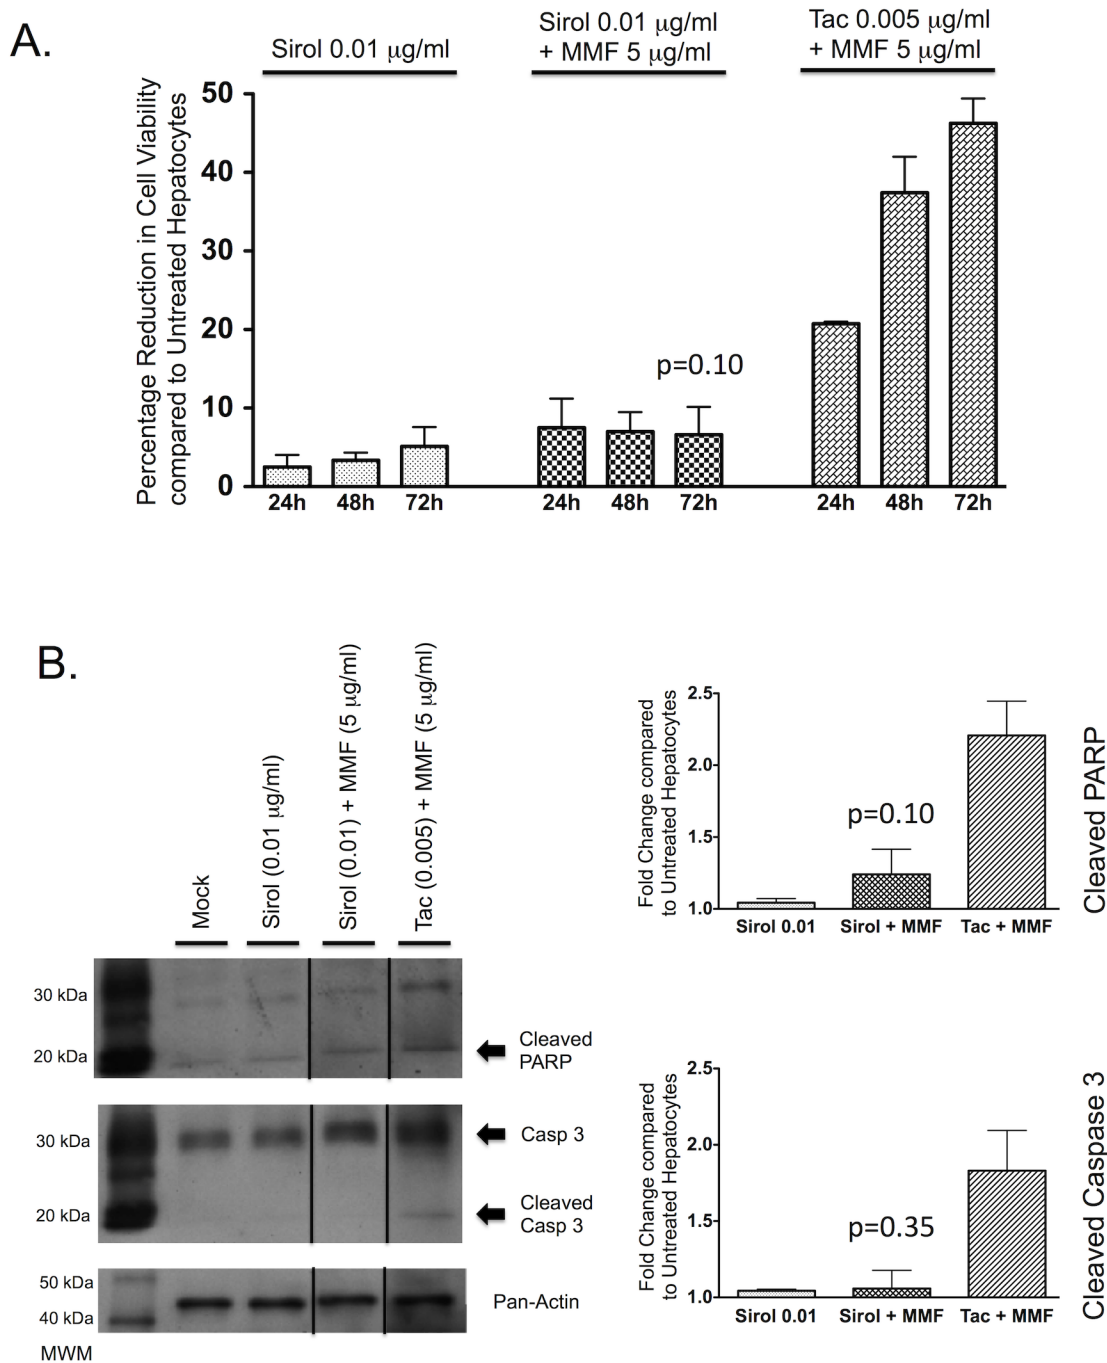 A.
Sirol 0.01 μg/ml
Sirol 0.01 μg/ml
+ MMF 5 μg/ml
Tac 0.005 μg/ml
+ MMF 5 μg/ml
Percentage Reduction in Cell Viability
compared to Untreated Hepatocytes
50
40
30
20
10
0
p=0.10
24h 48h 72h 24h 48h 72h 24h 48h 72h
B.
Mock
Sirol (0.01 μg/ml)
Sirol (0.01) + MMF (5 μg/ml)
Tac (0.005) + MMF (5 μg/ml)
30 kDa
20 kDa
Cleaved
PARP
30 kDa
Casp 3
20 kDa
Cleaved
Casp 3
50 kDa
40 kDa
Pan-Actin
MWM
Fold Change compared
to Untreated Hepatocytes
2.5
2.0
1.5
1.0
p=0.10
Sirol 0.01 Sirol + MMF Tac + MMF
Cleaved PARP
Fold Change compared
to Untreated Hepatocytes
2.5
2.0
1.5
1.0
p=0.35
Sirol 0.01 Sirol + MMF Tac + MMF
Cleaved Caspase 3